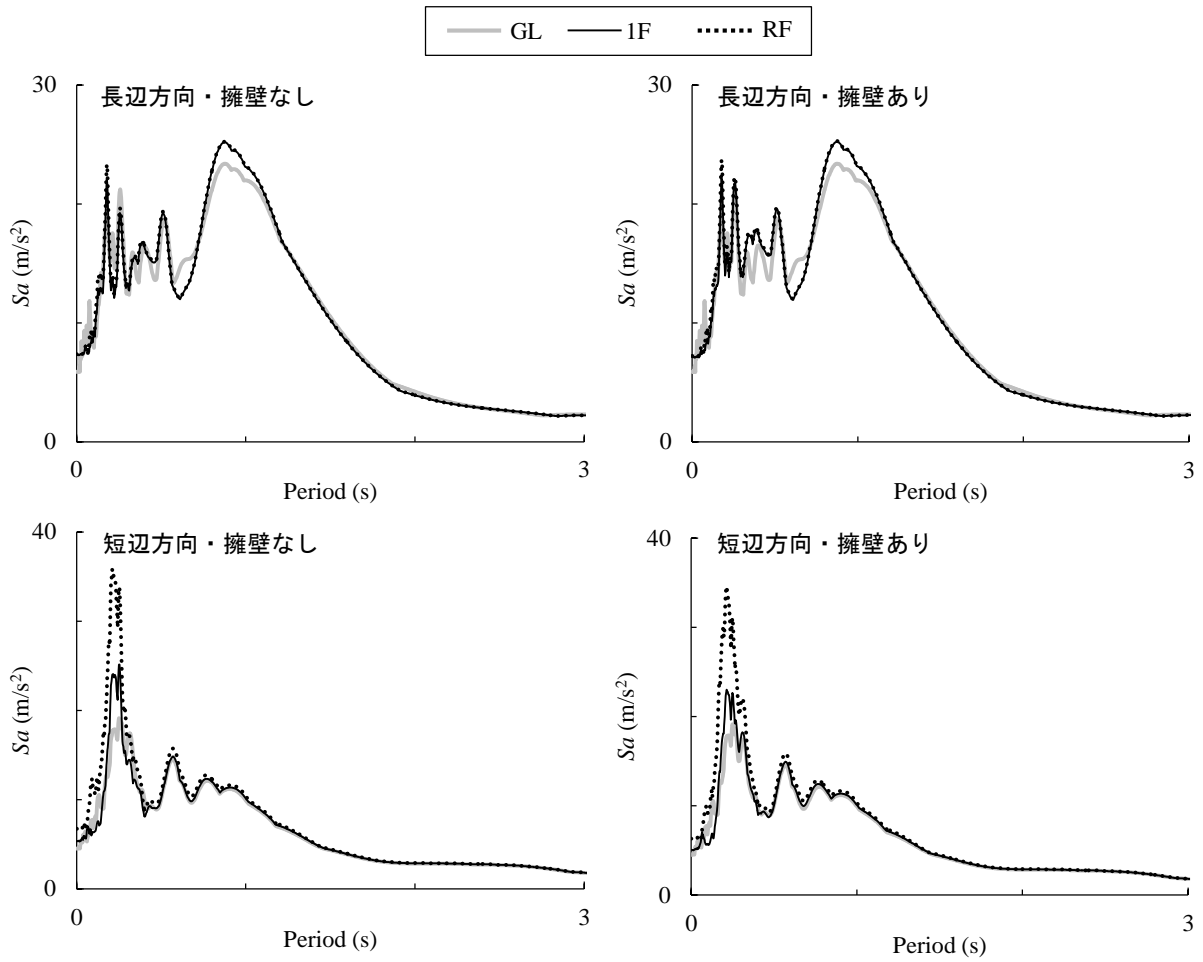 GL 1F RF
30
長辺方向・擁壁なし
Sa (m/s²)
0
0 3
Period (s)
30
長辺方向・擁壁あり
Sa (m/s²)
0
0 3
Period (s)
40
短辺方向・擁壁なし
Sa (m/s²)
0
0 3
Period (s)
40
短辺方向・擁壁あり
Sa (m/s²)
0
0 3
Period (s)